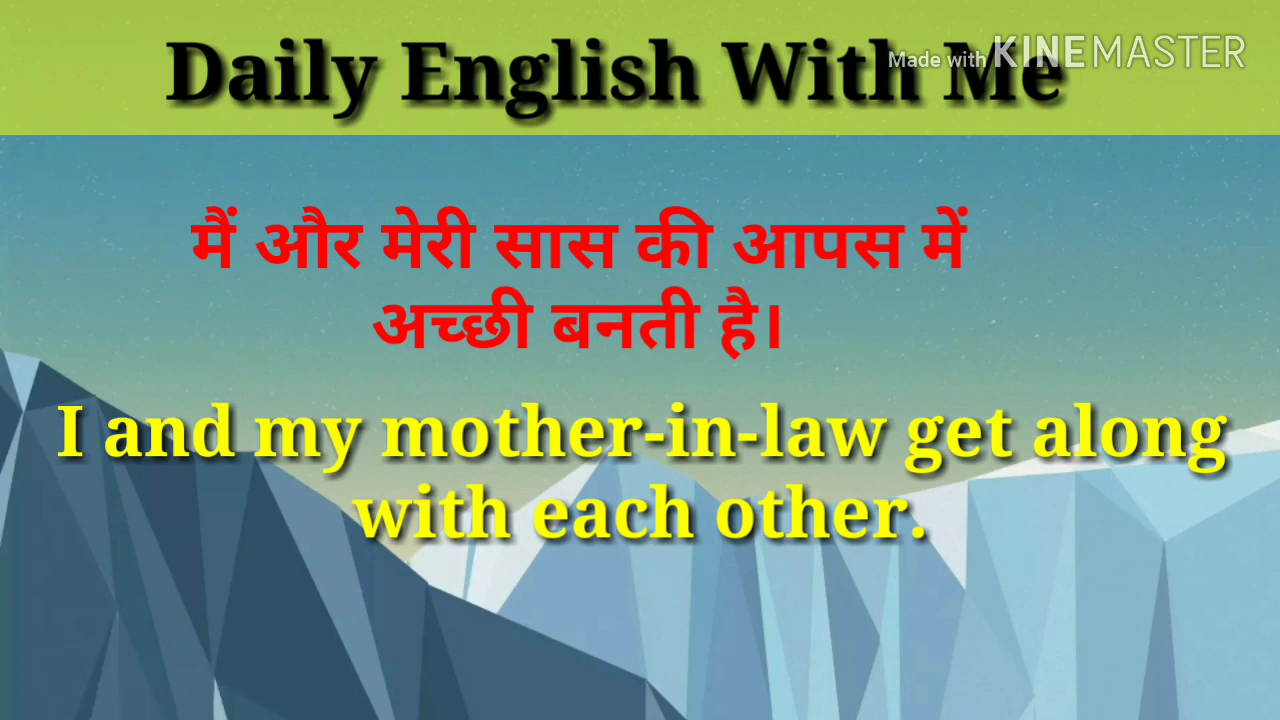 Daily English With Me
Made with KINEMASTER
मैं और मेरी सास की आपस में
अच्छी बनती है।
I and my mother-in-law get along
with each other.